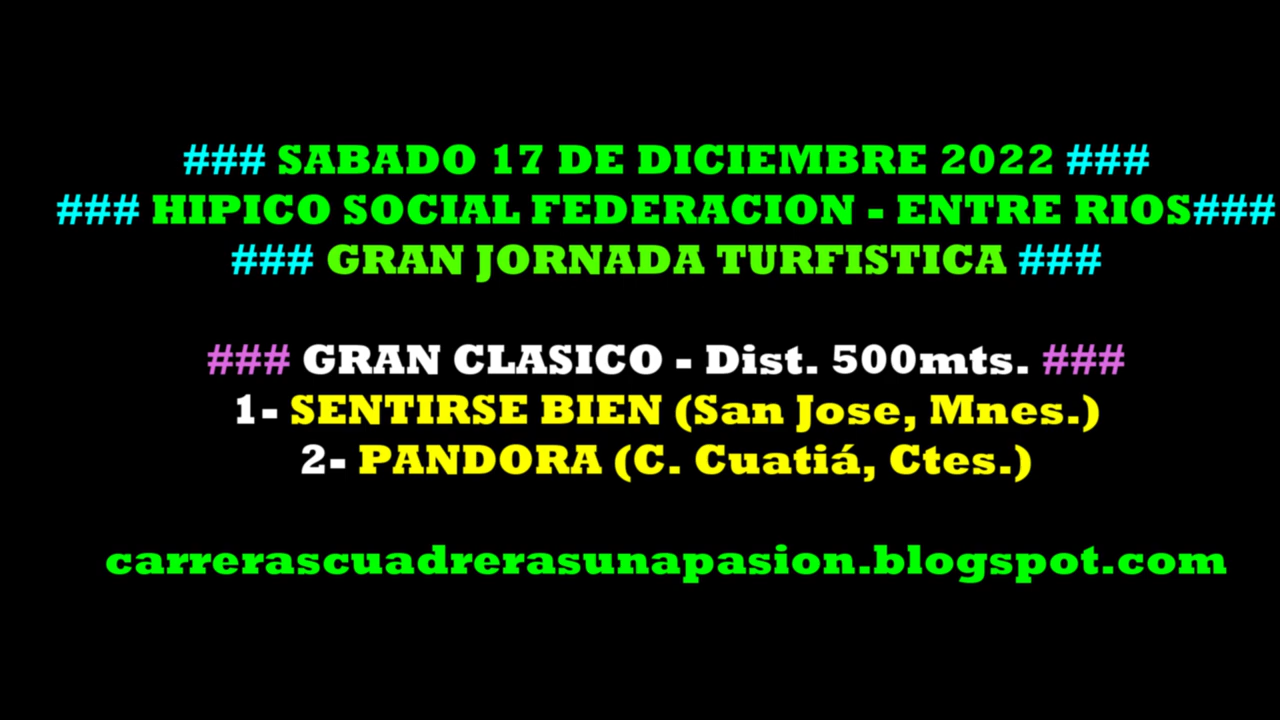 ### SABADO 17 DE DICIEMBRE 2022 ###
### HIPICO SOCIAL FEDERACION - ENTRE RIOS###
### GRAN JORNADA TURFISTICA ###
### GRAN CLASICO - Dist. 500mts. ###
1- SENTIRSE BIEN (San Jose, Mnes.)
2- PANDORA (C. Cuatiá, Ctes.)
carrerascuadrerasunapasion.blogspot.com